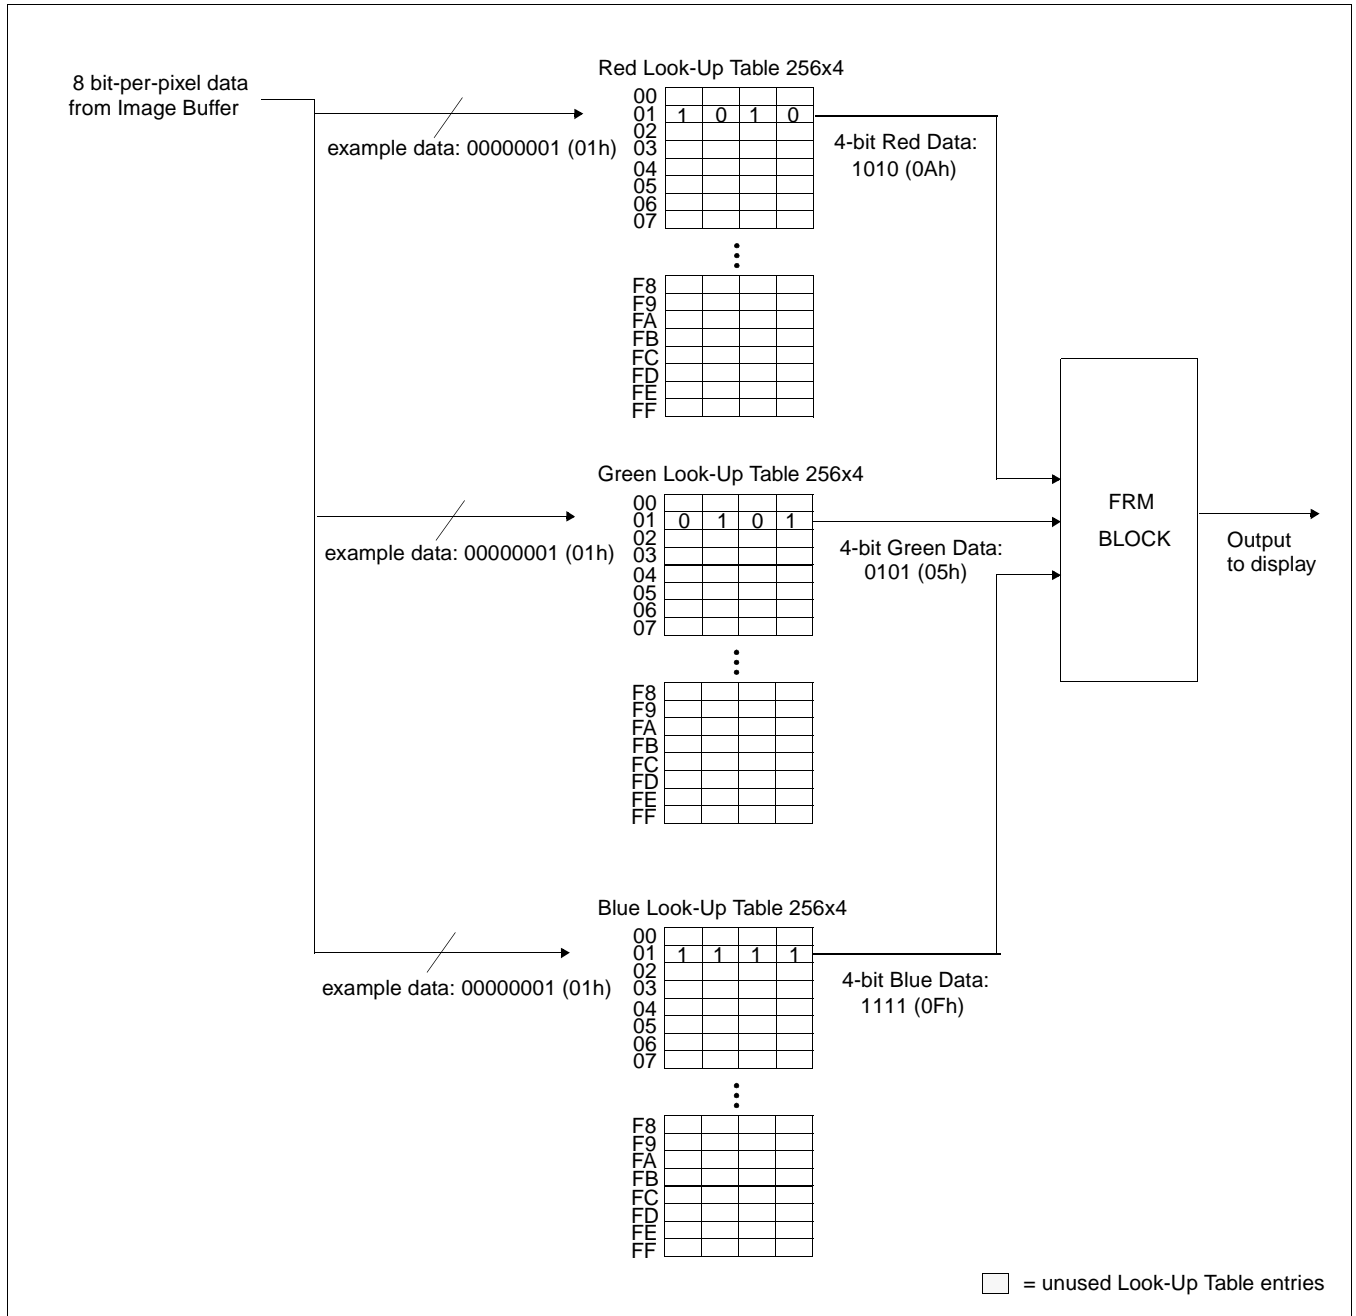 8 bit-per-pixel data
from Image Buffer
Red Look-Up Table 256x4
00
01 1 0 1 0
02
03
04
05
06
07
example data: 00000001 (01h)
4-bit Red Data:
1010 (0Ah)
F8
F9
FA
FB
FC
FD
FE
FF
Green Look-Up Table 256x4
00
01 0 1 0 1
02
03
04
05
06
07
example data: 00000001 (01h)
4-bit Green Data:
0101 (05h)
FRM
BLOCK
Output
to display
F8
F9
FA
FB
FC
FD
FE
FF
Blue Look-Up Table 256x4
00
01 1 1 1 1
02
03
04
05
06
07
example data: 00000001 (01h)
4-bit Blue Data:
1111 (0Fh)
F8
F9
FA
FB
FC
FD
FE
FF
= unused Look-Up Table entries